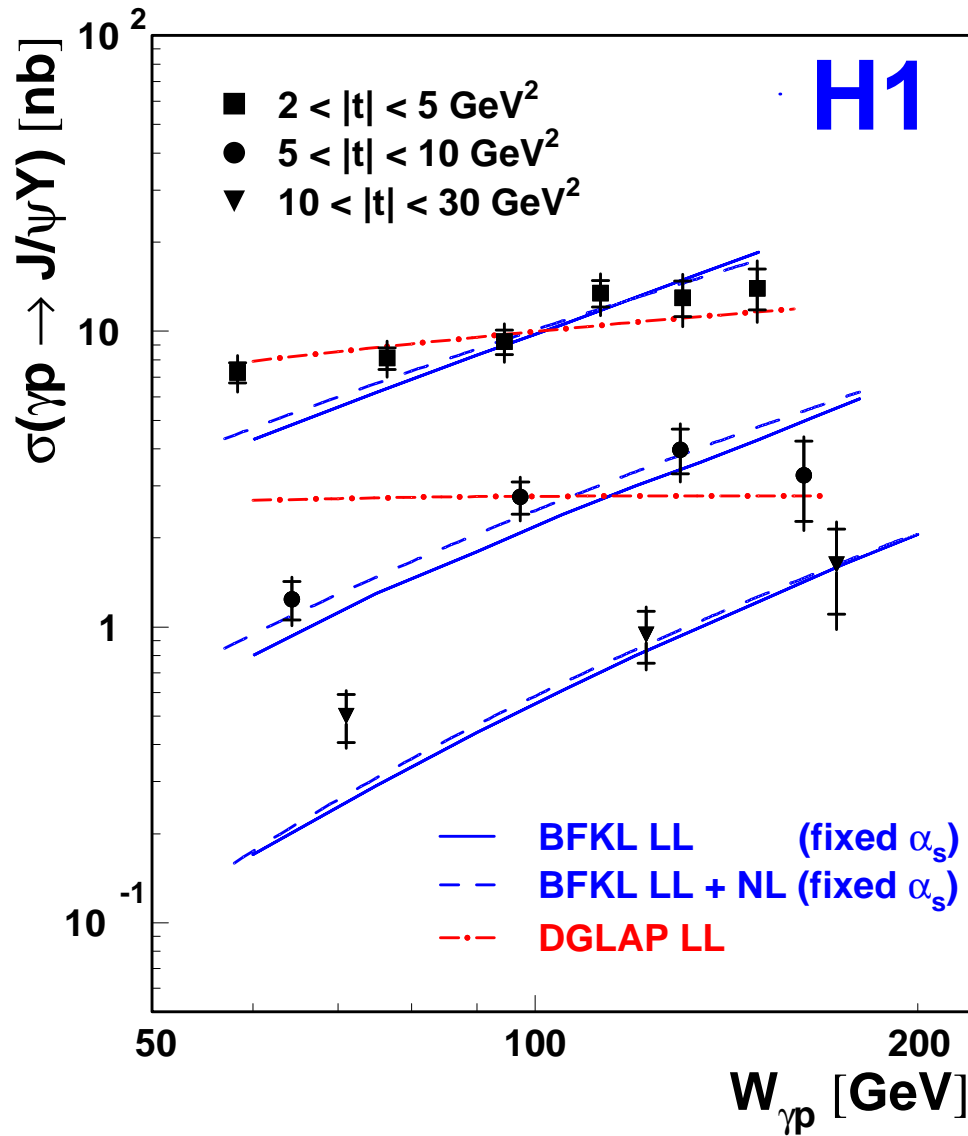 H1
σ(γp → J/ψY) [nb]
10 ²
10
1
10 -1
2 < |t| < 5 GeV²
5 < |t| < 10 GeV²
10 < |t| < 30 GeV²
BFKL LL (fixed αₛ)
BFKL LL + NL (fixed αₛ)
DGLAP LL
50 100 200
W γp [GeV]